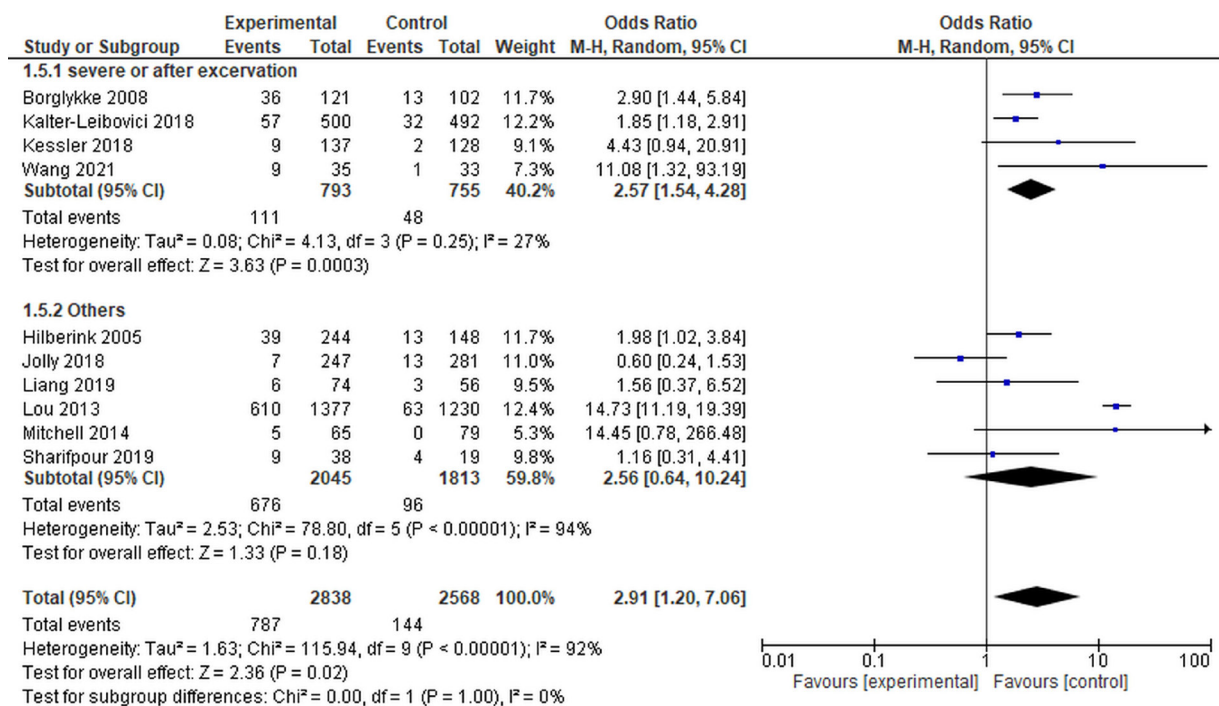 Experimental Control Odds Ratio Odds Ratio
Study or Subgroup Events Total Events Total Weight M-H, Random, 95% CI M-H, Random, 95% CI
1.5.1 severe or after excervation
Borglykke 2008 36 121 13 102 11.7% 2.90 [1.44, 5.84]
Kalter-Leibovici 2018 57 500 32 492 12.2% 1.85 [1.18, 2.91]
Kessler 2018 9 137 2 128 9.1% 4.43 [0.94, 20.91]
Wang 2021 9 35 1 33 7.3% 11.08 [1.32, 93.19]
Subtotal (95% CI) 793 755 40.2% 2.57 [1.54, 4.28]
Total events 111 48
Heterogeneity: Tau² = 0.08; Chi² = 4.13, df = 3 (P = 0.25); I² = 27%
Test for overall effect: Z = 3.63 (P = 0.0003)
1.5.2 Others
Hilberink 2005 39 244 13 148 11.7% 1.98 [1.02, 3.84]
Jolly 2018 7 247 13 281 11.0% 0.60 [0.24, 1.53]
Liang 2019 6 74 3 56 9.5% 1.56 [0.37, 6.52]
Lou 2013 610 1377 63 1230 12.4% 14.73 [11.19, 19.39]
Mitchell 2014 5 65 0 79 5.3% 14.45 [0.78, 266.48]
Sharifpour 2019 9 38 4 19 9.8% 1.16 [0.31, 4.41]
Subtotal (95% CI) 2045 1813 59.8% 2.56 [0.64, 10.24]
Total events 676 96
Heterogeneity: Tau² = 2.53; Chi² = 78.80, df = 5 (P < 0.00001); I² = 94%
Test for overall effect: Z = 1.33 (P = 0.18)
Total (95% CI) 2838 2568 100.0% 2.91 [1.20, 7.06]
Total events 787 144
Heterogeneity: Tau² = 1.63; Chi² = 115.94, df = 9 (P < 0.00001); I² = 92%
Test for overall effect: Z = 2.36 (P = 0.02)
Test for subgroup differences: Chi² = 0.00, df = 1 (P = 1.00), I² = 0%
0.01 0.1 1 10 100
Favours [experimental] Favours [control]